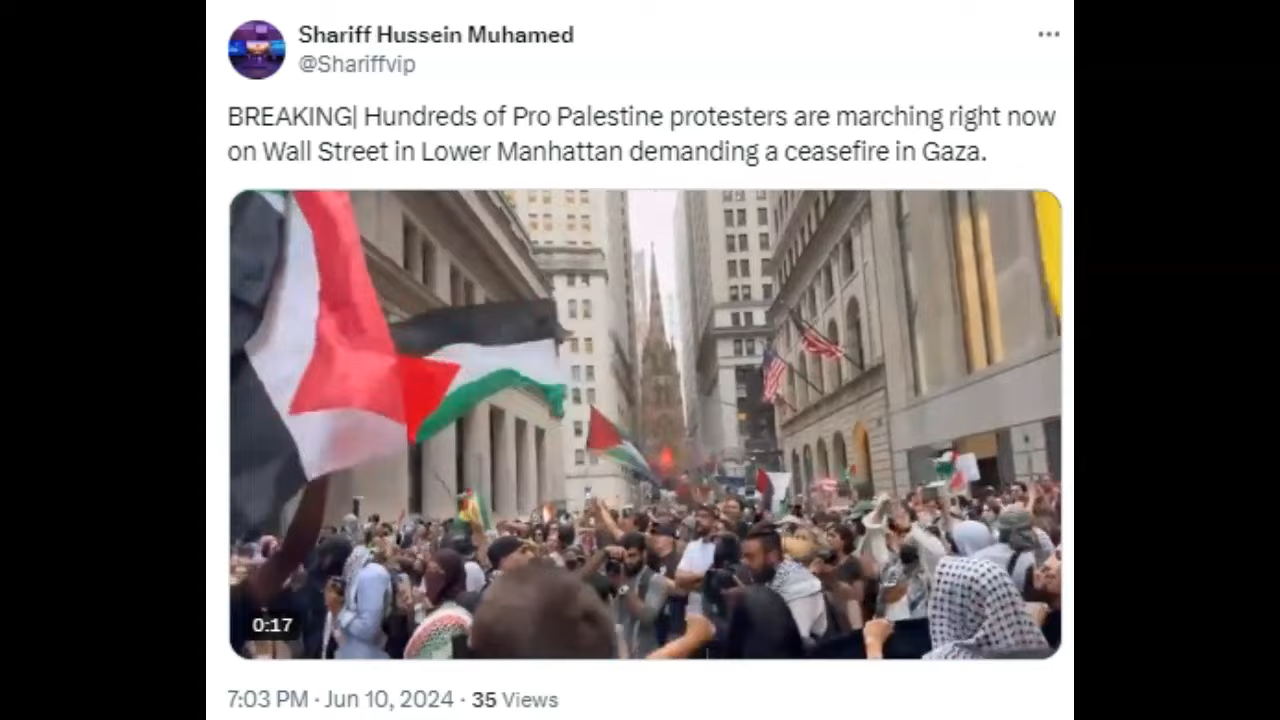 Shariff Hussein Muhamed
@Shariffvip
BREAKING| Hundreds of Pro Palestine protesters are marching right now
on Wall Street in Lower Manhattan demanding a ceasefire in Gaza.
0:17
7:03 PM · Jun 10, 2024 · 35 Views